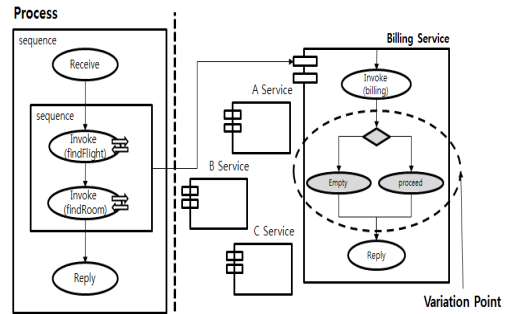 Process
sequence
Receive
sequence
Invoke
(findFlight)
Invoke
(findRoom)
Reply
A Service
B Service
C Service
Billing Service
Invoke
(billing)
Empty
proceed
Reply
Variation Point